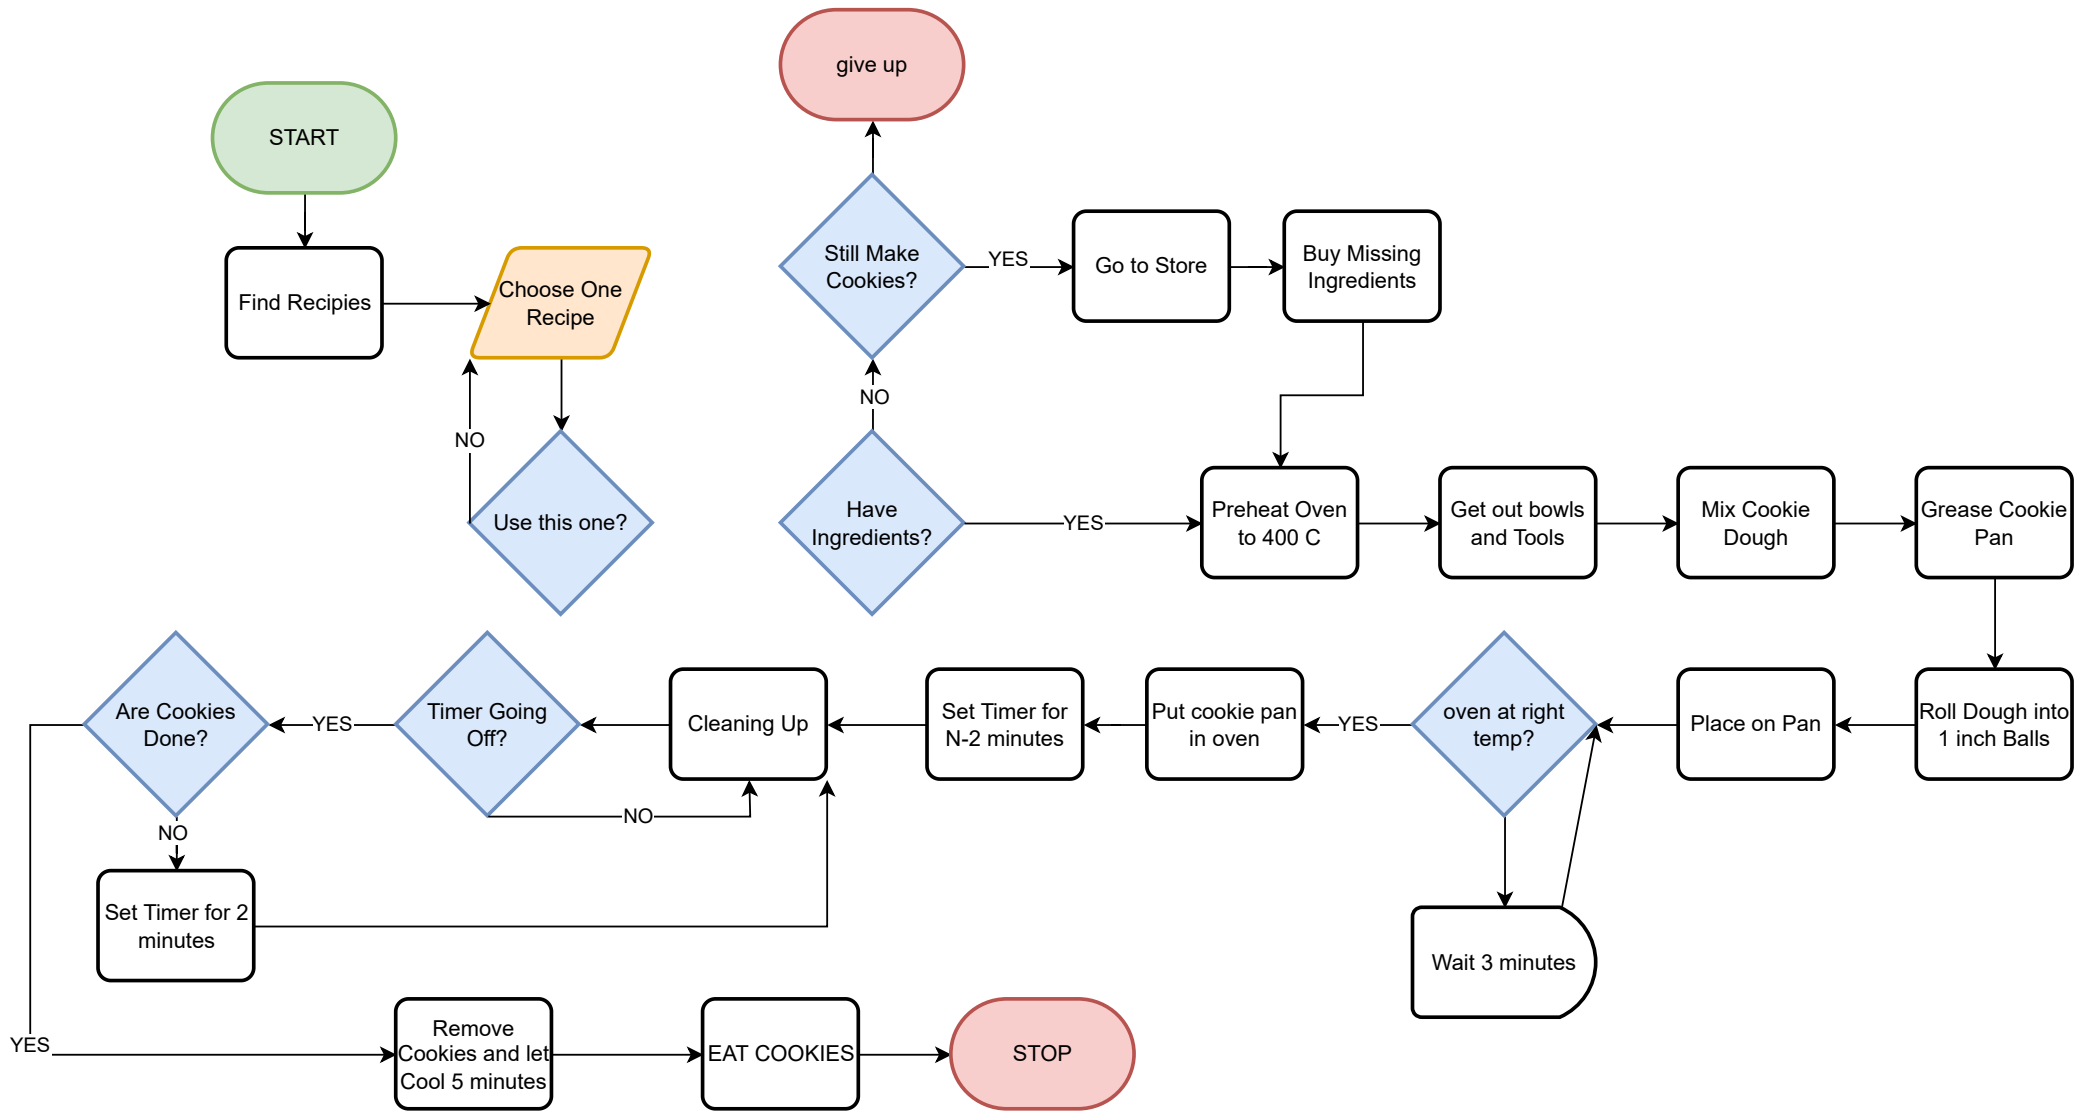 give up
START
Still Make
Cookies?
YES
Go to Store
Buy Missing
Ingredients
Find Recipies
Choose One
Recipe
NO
NO
Use this one?
Have
Ingredients?
YES
Preheat Oven
to 400 C
Get out bowls
and Tools
Mix Cookie
Dough
Grease Cookie
Pan
Roll Dough into
1 inch Balls
Place on Pan
oven at right
temp?
YES
Put cookie pan
in oven
Set Timer for
N-2 minutes
Cleaning Up
Timer Going
Off?
YES
Are Cookies
Done?
NO
NO
Set Timer for 2
minutes
Wait 3 minutes
YES
Remove
Cookies and let
Cool 5 minutes
EAT COOKIES
STOP